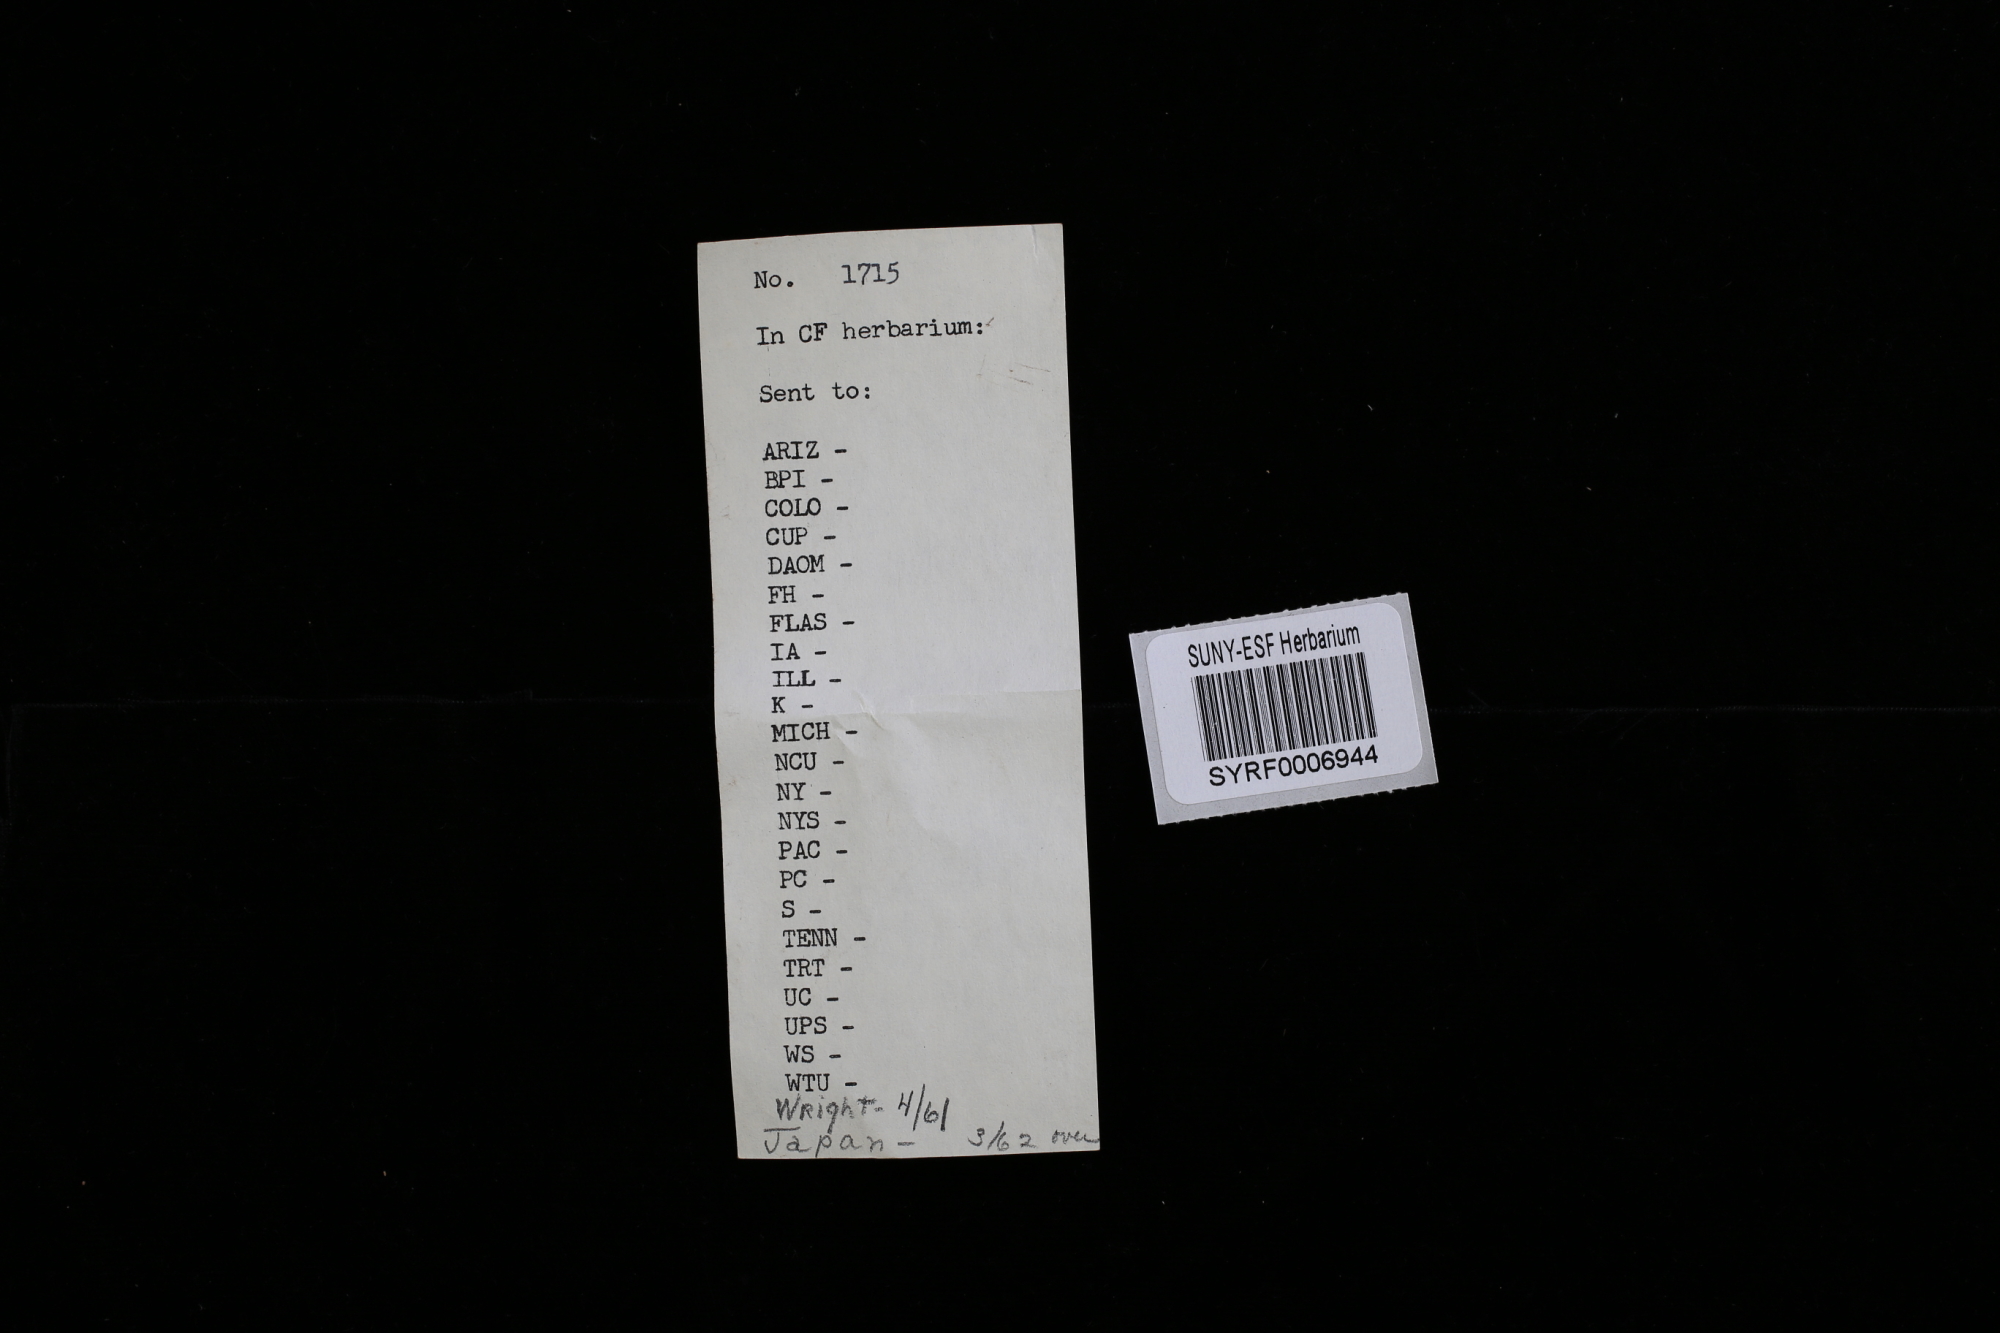 No. 1715
In CF herbarium:
Sent to:
ARIZ -
BPI -
COLO -
CUP -
DAOM -
FH -
FLAS -
IA -
ILL -
K -
MICH -
NCU -
NY -
NYS -
PAC -
PC -
S -
TENN -
TRT -
UC -
UPS -
WS -
WTU -
Wright - 4/61
Japan - 3/62 over
SUNY-ESF Herbarium
SYRF0006944